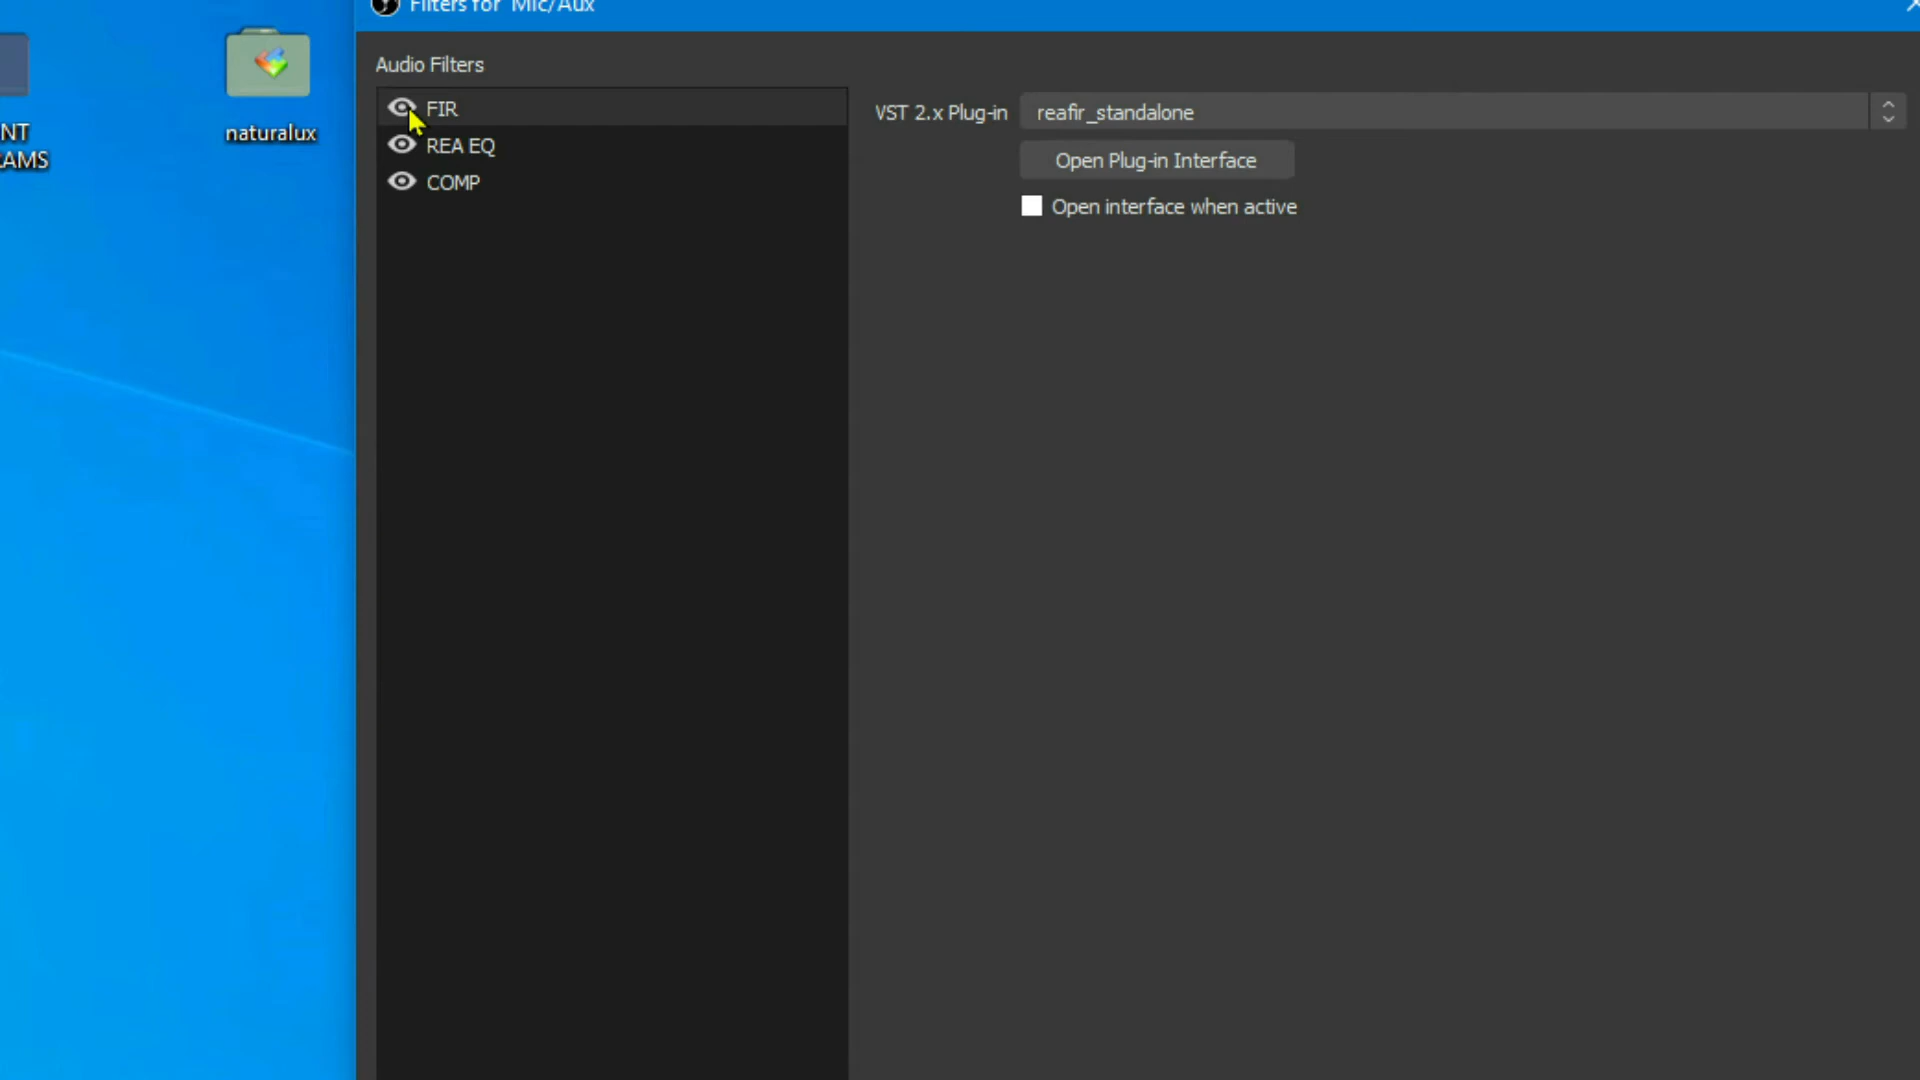 Filters for 'Mic/Aux'
Audio Filters
FIR
REA EQ
COMP
VST 2.x Plug-in
reafir_standalone
Open Plug-in Interface
Open interface when active
naturalux
NT
AMS